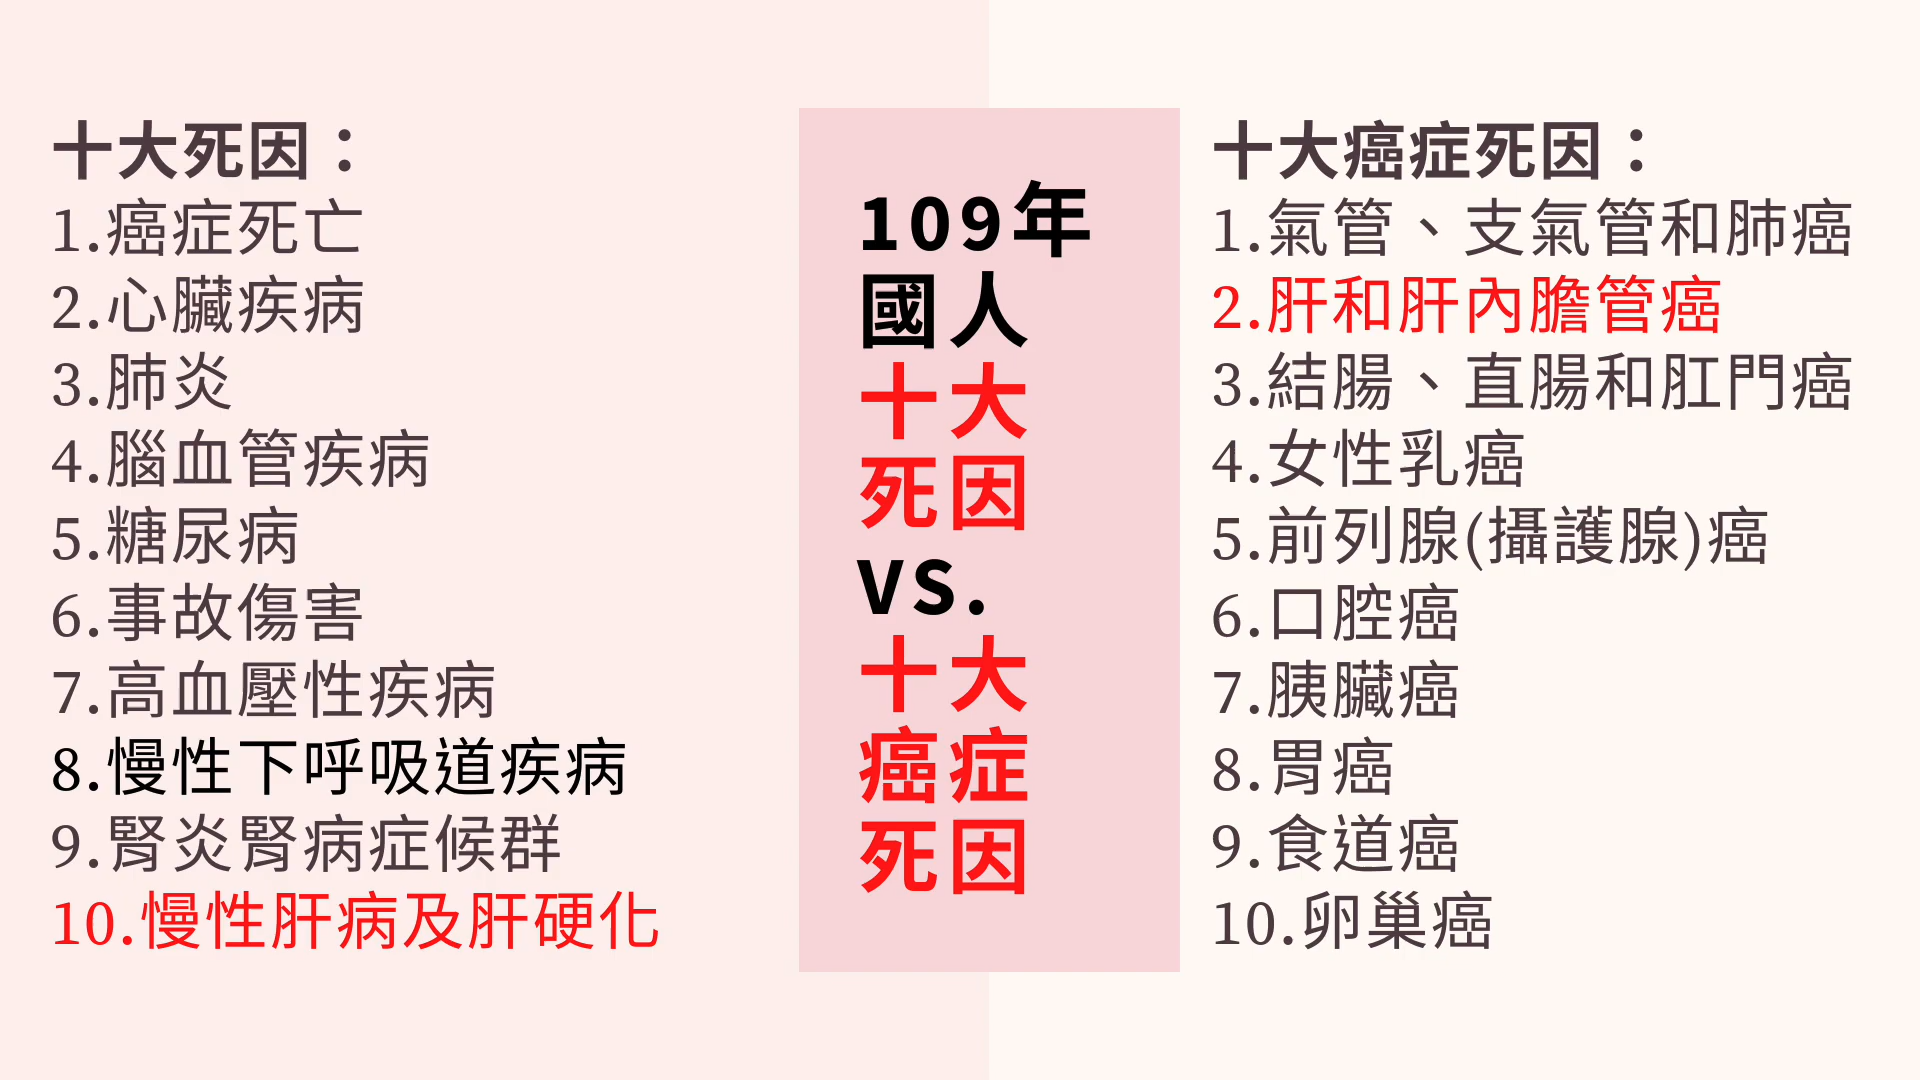 十大死因：
1.癌症死亡
2.心臟疾病
3.肺炎
4.腦血管疾病
5.糖尿病
6.事故傷害
7.高血壓性疾病
8.慢性下呼吸道疾病
9.腎炎腎病症候群
10.慢性肝病及肝硬化
109年
國人
十大
死因
VS.
十大
癌症
死因
十大癌症死因：
1.氣管、支氣管和肺癌
2.肝和肝內膽管癌
3.結腸、直腸和肛門癌
4.女性乳癌
5.前列腺(攝護腺)癌
6.口腔癌
7.胰臟癌
8.胃癌
9.食道癌
10.卵巢癌